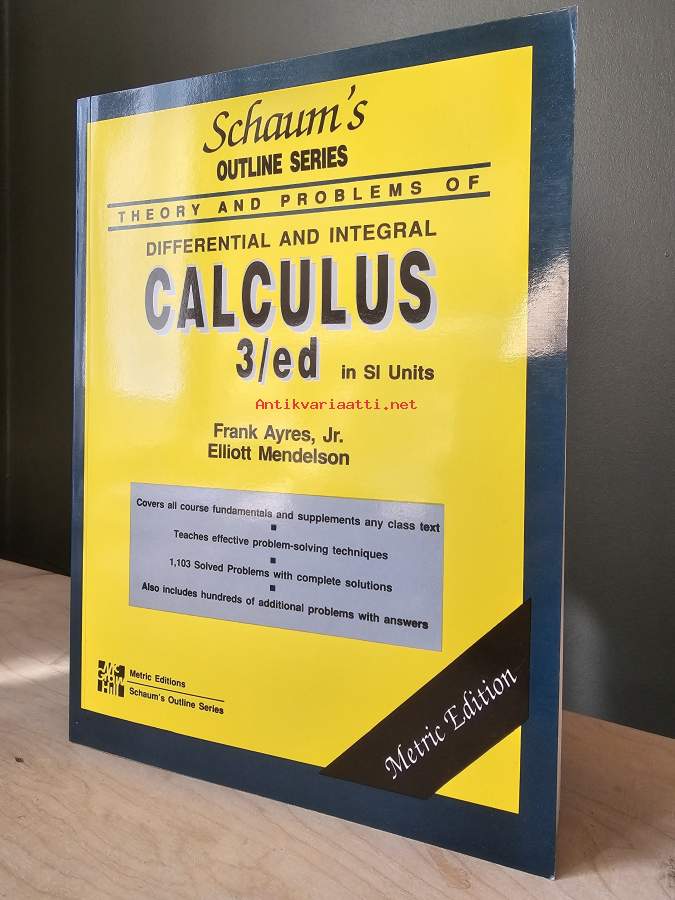 Schaum's
OUTLINE SERIES
THEORY AND PROBLEMS OF
DIFFERENTIAL AND INTEGRAL
CALCULUS
3/ed in SI Units
Antikvariaatti.net
Frank Ayres, Jr.
Elliott Mendelson
Covers all course fundamentals and supplements any class text
Teaches effective problem-solving techniques
1,103 Solved Problems with complete solutions
Also includes hundreds of additional problems with answers
Mc
Graw
Hill
Metric Editions
Schaum's Outline Series
Metric Edition